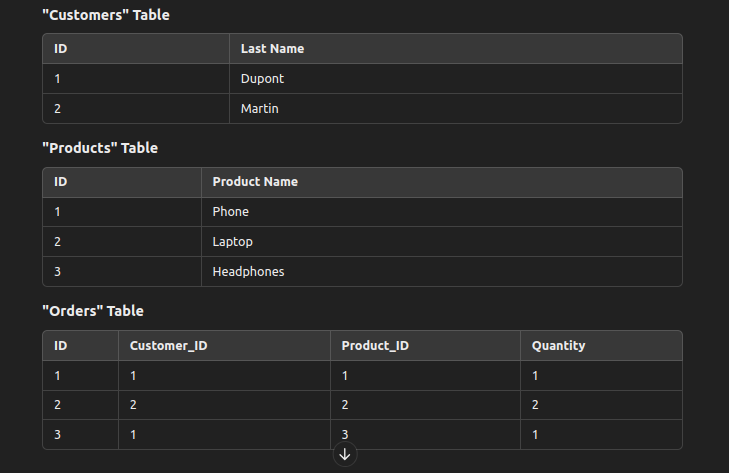 "Customers" Table
ID Last Name
1 Dupont
2 Martin
"Products" Table
ID Product Name
1 Phone
2 Laptop
3 Headphones
"Orders" Table
ID Customer_ID Product_ID Quantity
1 1 1 1
2 2 2 2
3 1 3 1